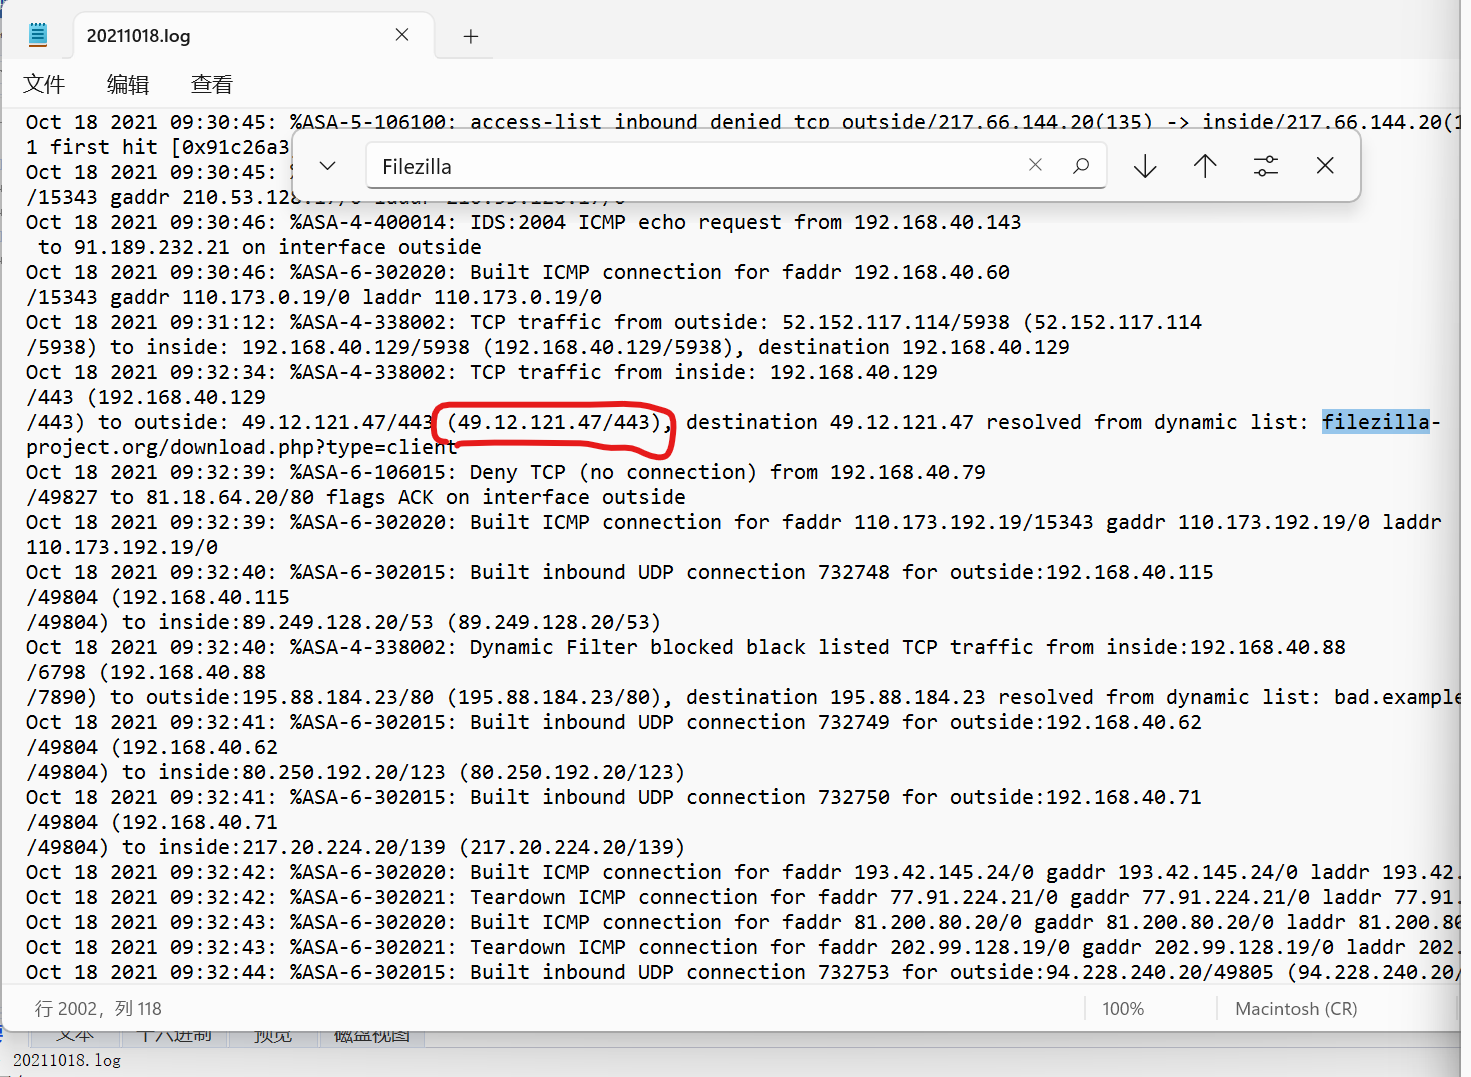 20211018.log
文件 编辑 查看
Oct 18 2021 09:30:45: %ASA-5-106100: access-list inbound denied tcp outside/217.66.144.20(135) -> inside/217.66.144.20(1
1 first hit [0x91c26a3
Filezilla
Oct 18 2021 09:30:45:
/15343 gaddr 210.53.128.17/0 laddr 210.53.128.17/0
Oct 18 2021 09:30:46: %ASA-4-400014: IDS:2004 ICMP echo request from 192.168.40.143
to 91.189.232.21 on interface outside
Oct 18 2021 09:30:46: %ASA-6-302020: Built ICMP connection for faddr 192.168.40.60
/15343 gaddr 110.173.0.19/0 laddr 110.173.0.19/0
Oct 18 2021 09:31:12: %ASA-4-338002: TCP traffic from outside: 52.152.117.114/5938 (52.152.117.114
/5938) to inside: 192.168.40.129/5938 (192.168.40.129/5938), destination 192.168.40.129
Oct 18 2021 09:32:34: %ASA-4-338002: TCP traffic from inside: 192.168.40.129
/443 (192.168.40.129
/443) to outside: 49.12.121.47/443 (49.12.121.47/443), destination 49.12.121.47 resolved from dynamic list: filezilla-
project.org/download.php?type=client
Oct 18 2021 09:32:39: %ASA-6-106015: Deny TCP (no connection) from 192.168.40.79
/49827 to 81.18.64.20/80 flags ACK on interface outside
Oct 18 2021 09:32:39: %ASA-6-302020: Built ICMP connection for faddr 110.173.192.19/15343 gaddr 110.173.192.19/0 laddr
110.173.192.19/0
Oct 18 2021 09:32:40: %ASA-6-302015: Built inbound UDP connection 732748 for outside:192.168.40.115
/49804 (192.168.40.115
/49804) to inside:89.249.128.20/53 (89.249.128.20/53)
Oct 18 2021 09:32:40: %ASA-4-338002: Dynamic Filter blocked black listed TCP traffic from inside:192.168.40.88
/6798 (192.168.40.88
/7890) to outside:195.88.184.23/80 (195.88.184.23/80), destination 195.88.184.23 resolved from dynamic list: bad.example
Oct 18 2021 09:32:41: %ASA-6-302015: Built inbound UDP connection 732749 for outside:192.168.40.62
/49804 (192.168.40.62
/49804) to inside:80.250.192.20/123 (80.250.192.20/123)
Oct 18 2021 09:32:41: %ASA-6-302015: Built inbound UDP connection 732750 for outside:192.168.40.71
/49804 (192.168.40.71
/49804) to inside:217.20.224.20/139 (217.20.224.20/139)
Oct 18 2021 09:32:42: %ASA-6-302020: Built ICMP connection for faddr 193.42.145.24/0 gaddr 193.42.145.24/0 laddr 193.42.
Oct 18 2021 09:32:42: %ASA-6-302021: Teardown ICMP connection for faddr 77.91.224.21/0 gaddr 77.91.224.21/0 laddr 77.91.
Oct 18 2021 09:32:43: %ASA-6-302020: Built ICMP connection for faddr 81.200.80.20/0 gaddr 81.200.80.20/0 laddr 81.200.80
Oct 18 2021 09:32:43: %ASA-6-302021: Teardown ICMP connection for faddr 202.99.128.19/0 gaddr 202.99.128.19/0 laddr 202.
Oct 18 2021 09:32:44: %ASA-6-302015: Built inbound UDP connection 732753 for outside:94.228.240.20/49805 (94.228.240.20/
行 2002, 列 118 100% Macintosh (CR)
文本 十六进制 预览 磁盘视图
20211018.log